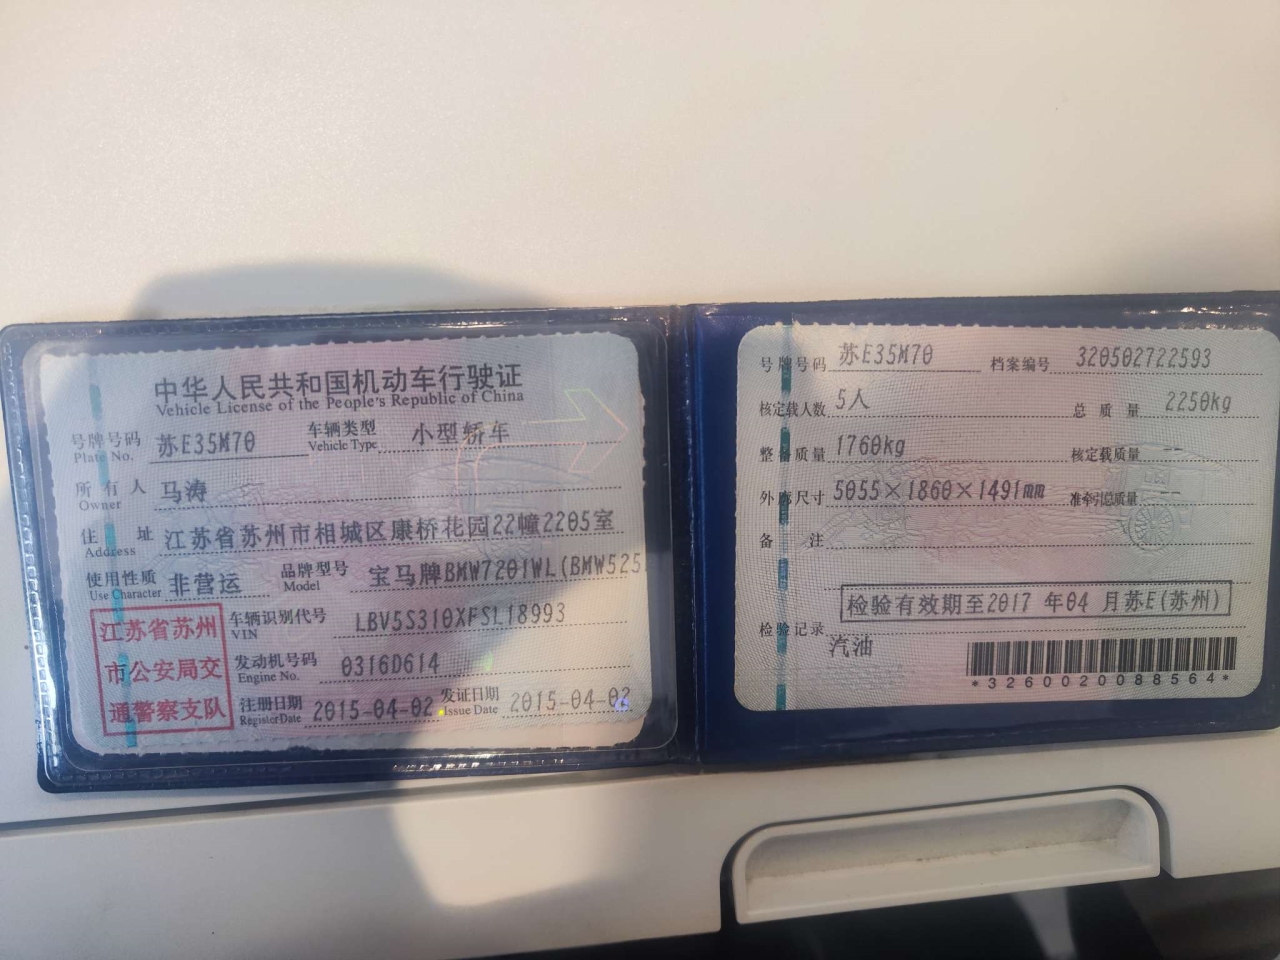 中华人民共和国机动车行驶证
Vehicle License of the People's Republic of China
号牌号码 Plate No. 苏E35M70 车辆类型 Vehicle Type 小型轿车
所有人 Owner 马涛
住址 Address 江苏省苏州市相城区康桥花园22幢2205室
使用性质 Use Character 非营运 品牌型号 Model 宝马牌BMW7201WL(BMW525
江苏省苏州
市公安局交
通警察支队
车辆识别代号 VIN LBV5S310XFSL18993
发动机号码 Engine No. 0316D614
注册日期 Register Date 2015-04-02 发证日期 Issue Date 2015-04-02
号牌号码 苏E35M70 档案编号 320502722593
核定载人数 5人 总质量 2250kg
整备质量 1760kg 核定载质量 --
外廓尺寸 5055×1860×1491mm 准牵引总质量 --
备注
检验有效期至2017 年04 月苏E(苏州)
检验记录
汽油
*3260020088564*